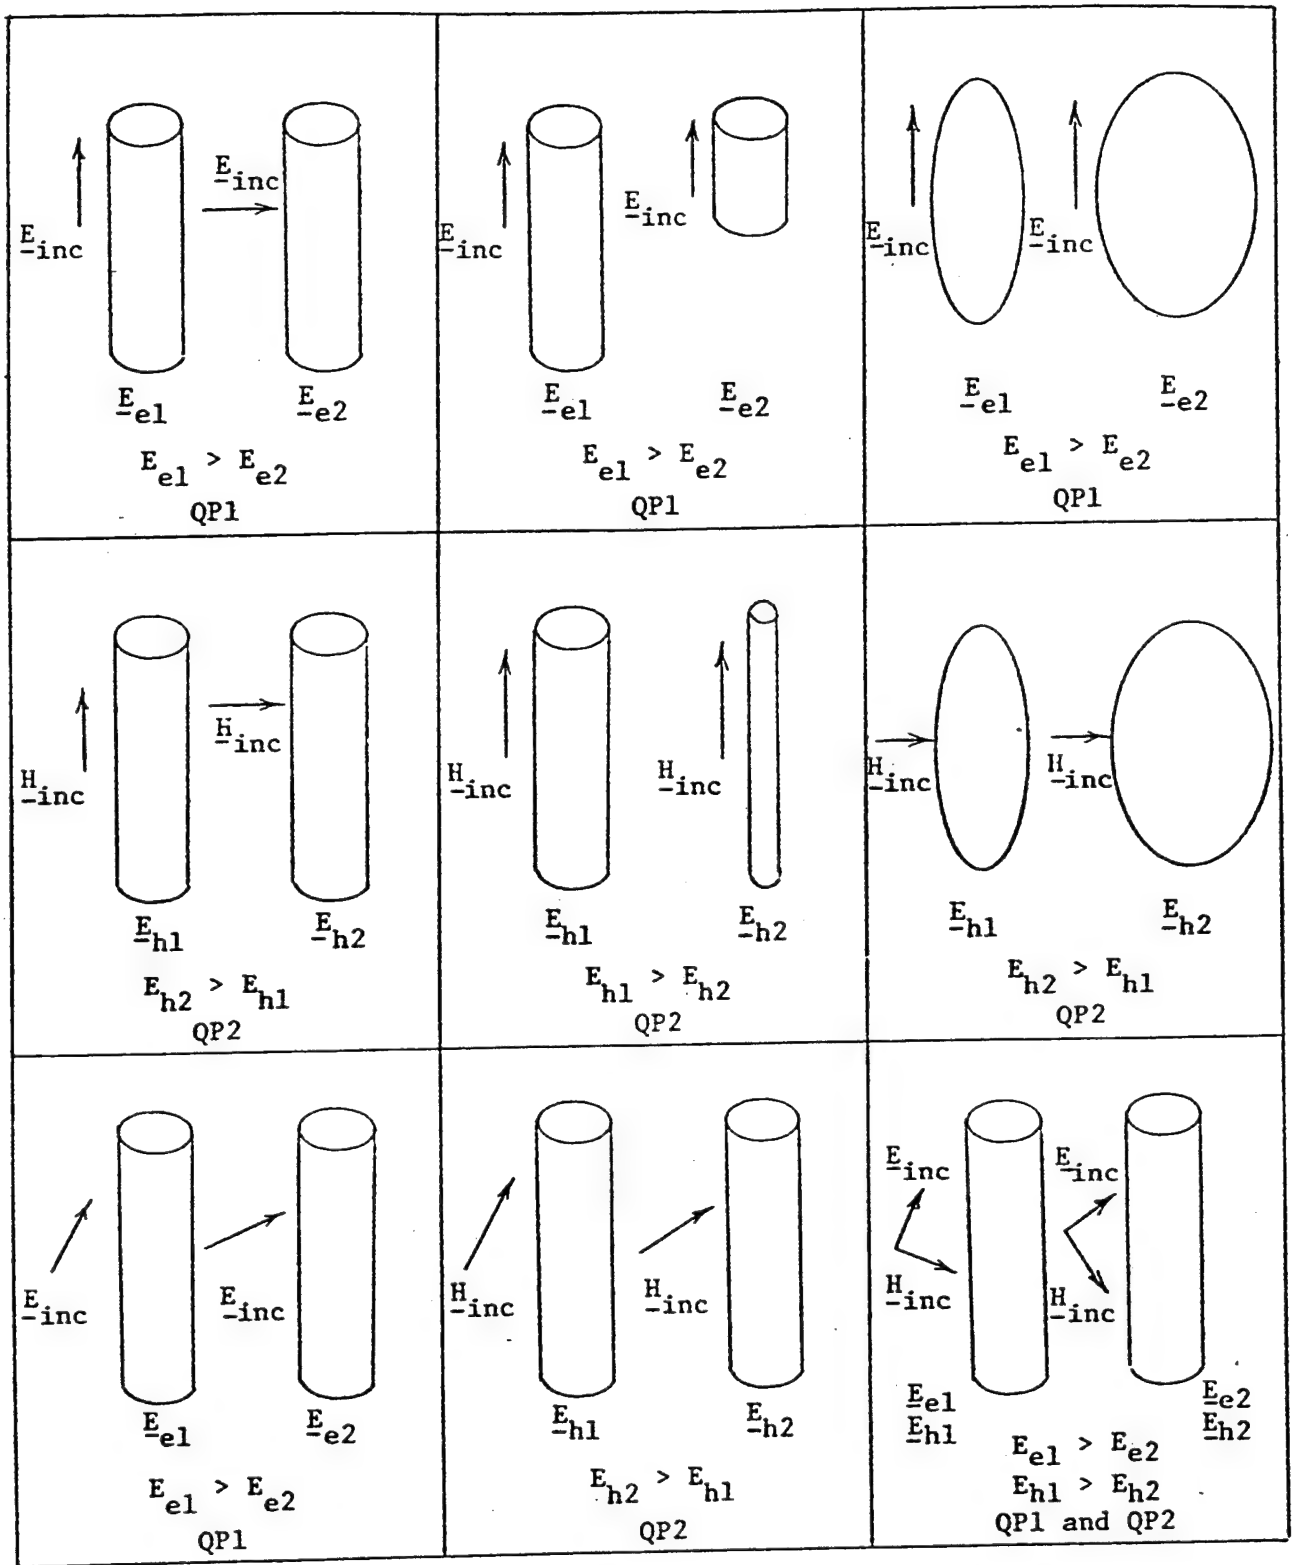 E_inc
E_inc
E_e1 E_e2
E_e1 > E_e2
QP1
E_inc
E_inc
E_e1 E_e2
E_e1 > E_e2
QP1
E_inc E_inc
E_e1 E_e2
E_e1 > E_e2
QP1
H_inc
H_inc
E_h1 E_h2
E_h2 > E_h1
QP2
H_inc H_inc
E_h1 E_h2
E_h1 > E_h2
QP2
H_inc H_inc
E_h1 E_h2
E_h2 > E_h1
QP2
E_inc E_inc
E_e1 E_e2
E_e1 > E_e2
QP1
H_inc H_inc
E_h1 E_h2
E_h2 > E_h1
QP2
E_inc E_inc
H_inc H_inc
E_e1 E_e2
E_h1 E_h2
E_e1 > E_e2
E_h1 > E_h2
QP1 and QP2